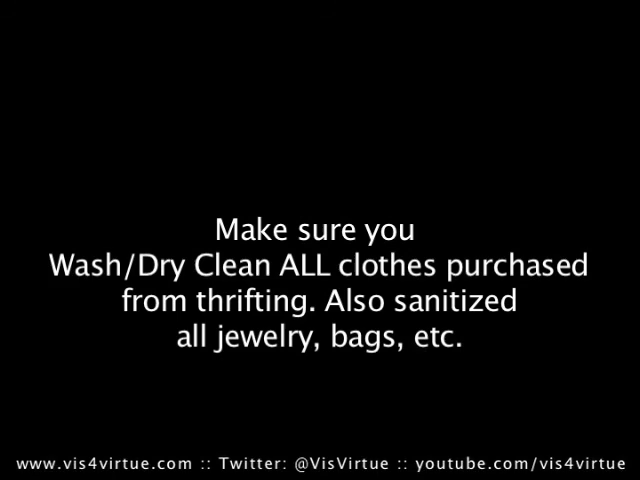 Make sure you
Wash/Dry Clean ALL clothes purchased
from thrifting. Also sanitized
all jewelry, bags, etc.
www.vis4virtue.com :: Twitter: @VisVirtue :: youtube.com/vis4virtue